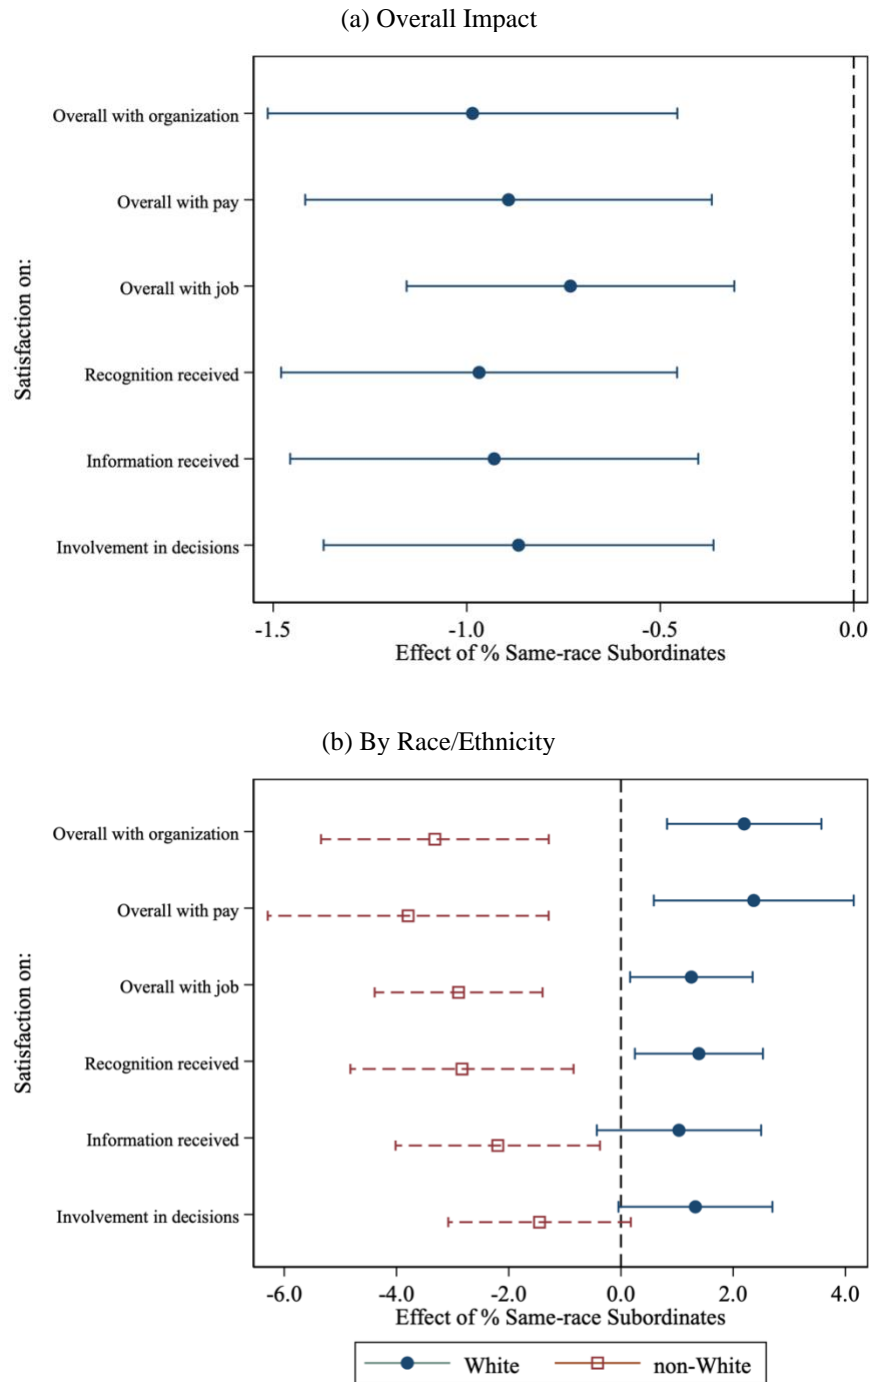 (a) Overall Impact
Satisfaction on:
Overall with organization
Overall with pay
Overall with job
Recognition received
Information received
Involvement in decisions
-1.5 -1.0 -0.5 0.0
Effect of % Same-race Subordinates
(b) By Race/Ethnicity
Satisfaction on:
Overall with organization
Overall with pay
Overall with job
Recognition received
Information received
Involvement in decisions
-6.0 -4.0 -2.0 0.0 2.0 4.0
Effect of % Same-race Subordinates
White non-White